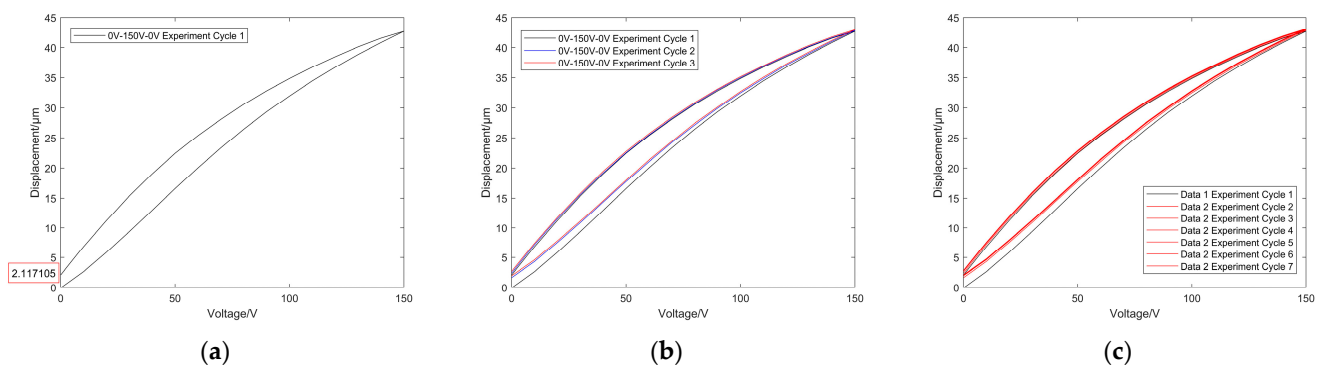 45
40
35
30
25
20
15
10
5
0
Displacement/μm
2.117105
0V-150V-0V Experiment Cycle 1
0
50
100
150
Voltage/V
(a)
45
40
35
30
25
20
15
10
5
0
Displacement/μm
0V-150V-0V Experiment Cycle 1
0V-150V-0V Experiment Cycle 2
0V-150V-0V Experiment Cycle 3
0
50
100
150
Voltage/V
(b)
45
40
35
30
25
20
15
10
5
0
Displacement/μm
Data 1 Experiment Cycle 1
Data 2 Experiment Cycle 2
Data 2 Experiment Cycle 3
Data 2 Experiment Cycle 4
Data 2 Experiment Cycle 5
Data 2 Experiment Cycle 6
Data 2 Experiment Cycle 7
0
50
100
150
Voltage/V
(c)